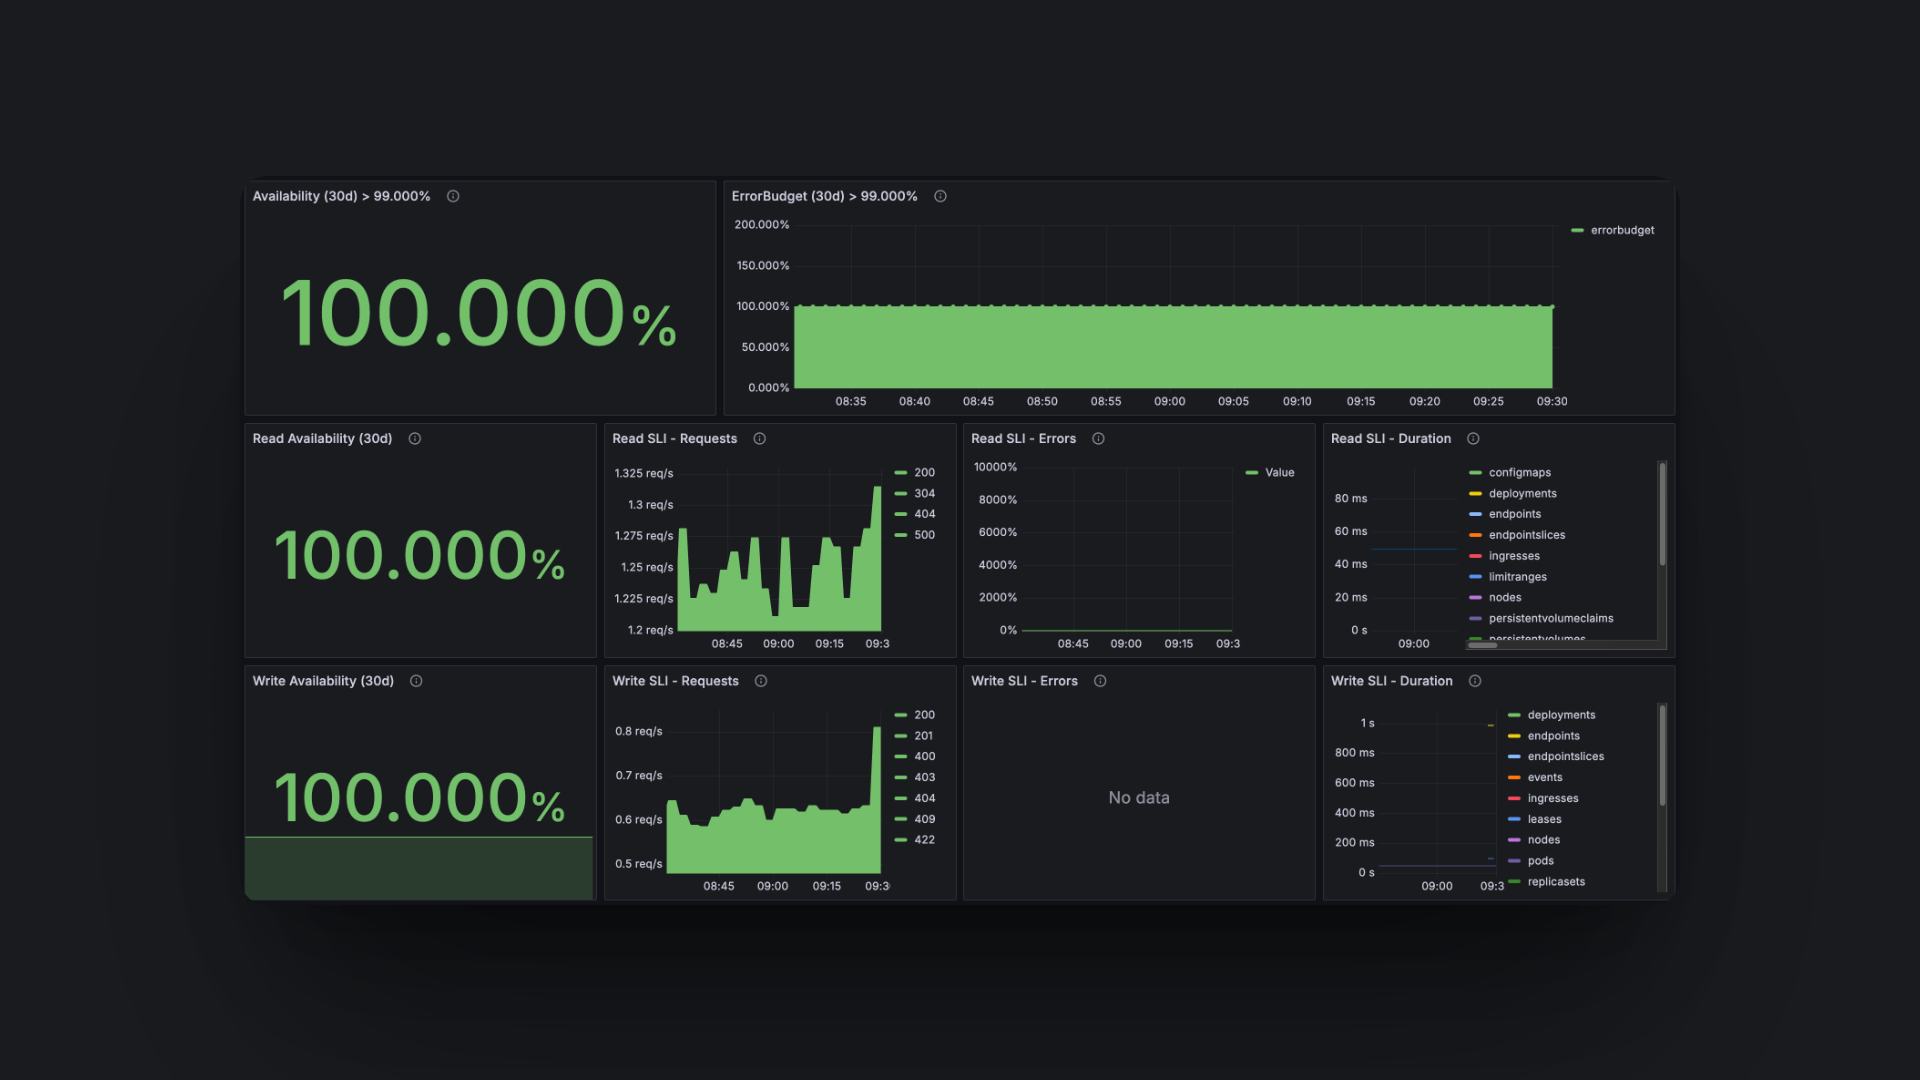 Availability (30d) > 99.000%
100.000%
ErrorBudget (30d) > 99.000%
200.000%
150.000%
100.000%
50.000%
0.000%
08:35 08:40 08:45 08:50 08:55 09:00 09:05 09:10 09:15 09:20 09:25 09:30
errorbudget
Read Availability (30d)
100.000%
Read SLI - Requests
1.325 req/s
1.3 req/s
1.275 req/s
1.25 req/s
1.225 req/s
1.2 req/s
08:45 09:00 09:15 09:3
200
304
404
500
Read SLI - Errors
10000%
8000%
6000%
4000%
2000%
0%
08:45 09:00 09:15 09:3
Value
Read SLI - Duration
80 ms
60 ms
40 ms
20 ms
0 s
09:00
configmaps
deployments
endpoints
endpointslices
ingresses
limitranges
nodes
persistentvolumeclaims
persistentvolumes
Write Availability (30d)
100.000%
Write SLI - Requests
0.8 req/s
0.7 req/s
0.6 req/s
0.5 req/s
08:45 09:00 09:15 09:3
200
201
400
403
404
409
422
Write SLI - Errors
No data
Write SLI - Duration
1 s
800 ms
600 ms
400 ms
200 ms
0 s
09:00 09:3
deployments
endpoints
endpointslices
events
ingresses
leases
nodes
pods
replicasets